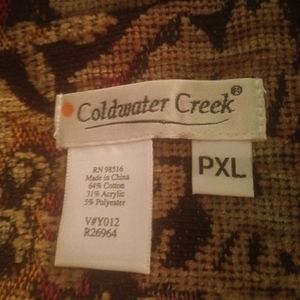 Coldwater Creek®
RN 98516
Made in China
64% Cotton
31% Acrylic
5% Polyester
V#Y012
R26964
PXL